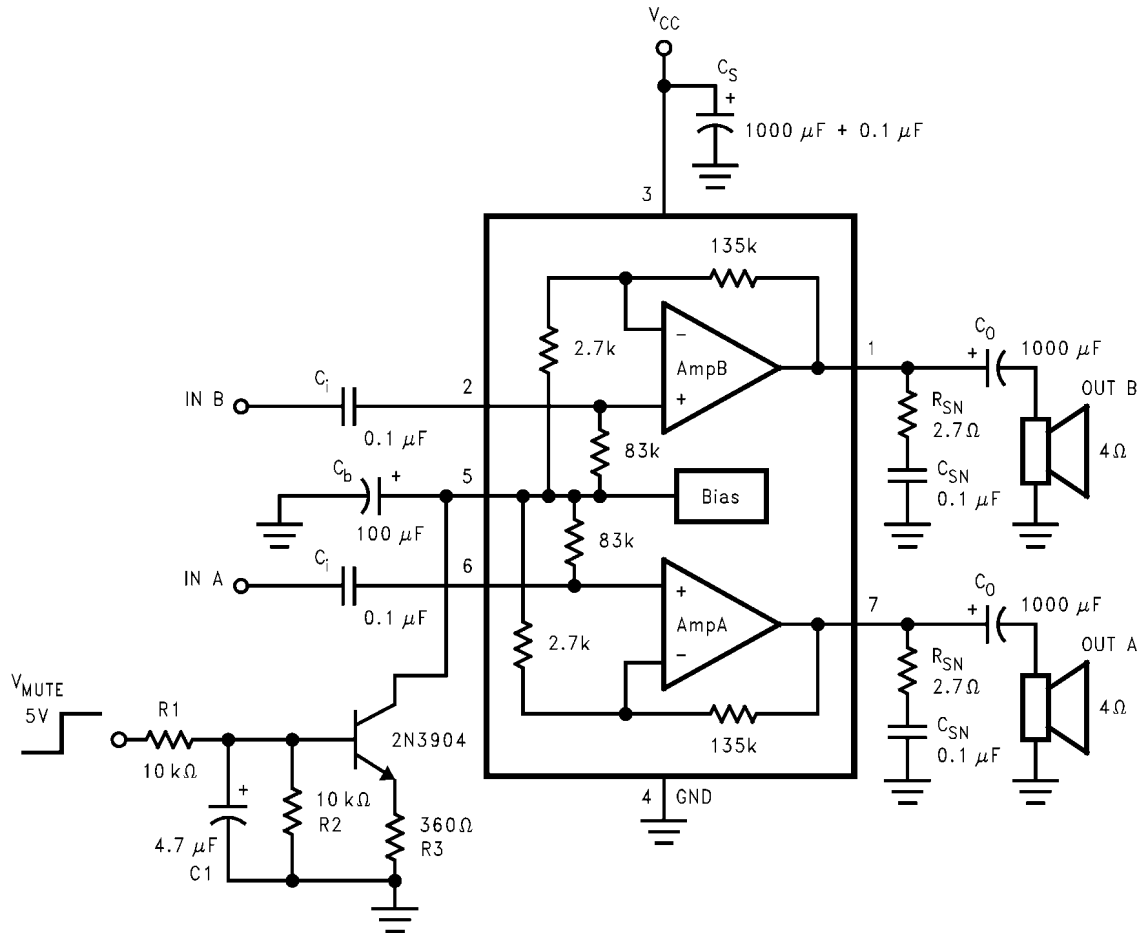 V_CC
C_S
+
1000 μF + 0.1 μF
3
135k
2.7k
−
AmpB
+
1
C_O
+
1000 μF
OUT B
R_SN
2.7Ω
4Ω
C_SN
0.1 μF
IN B
C_i
2
0.1 μF
83k
C_b
+
5
100 μF
Bias
83k
IN A
C_i
6
0.1 μF
+
AmpA
−
2.7k
135k
7
C_O
+
1000 μF
OUT A
R_SN
2.7Ω
4Ω
C_SN
0.1 μF
V_MUTE
5V
R1
10 kΩ
2N3904
+
4.7 μF
C1
10 kΩ
R2
360Ω
R3
4
GND